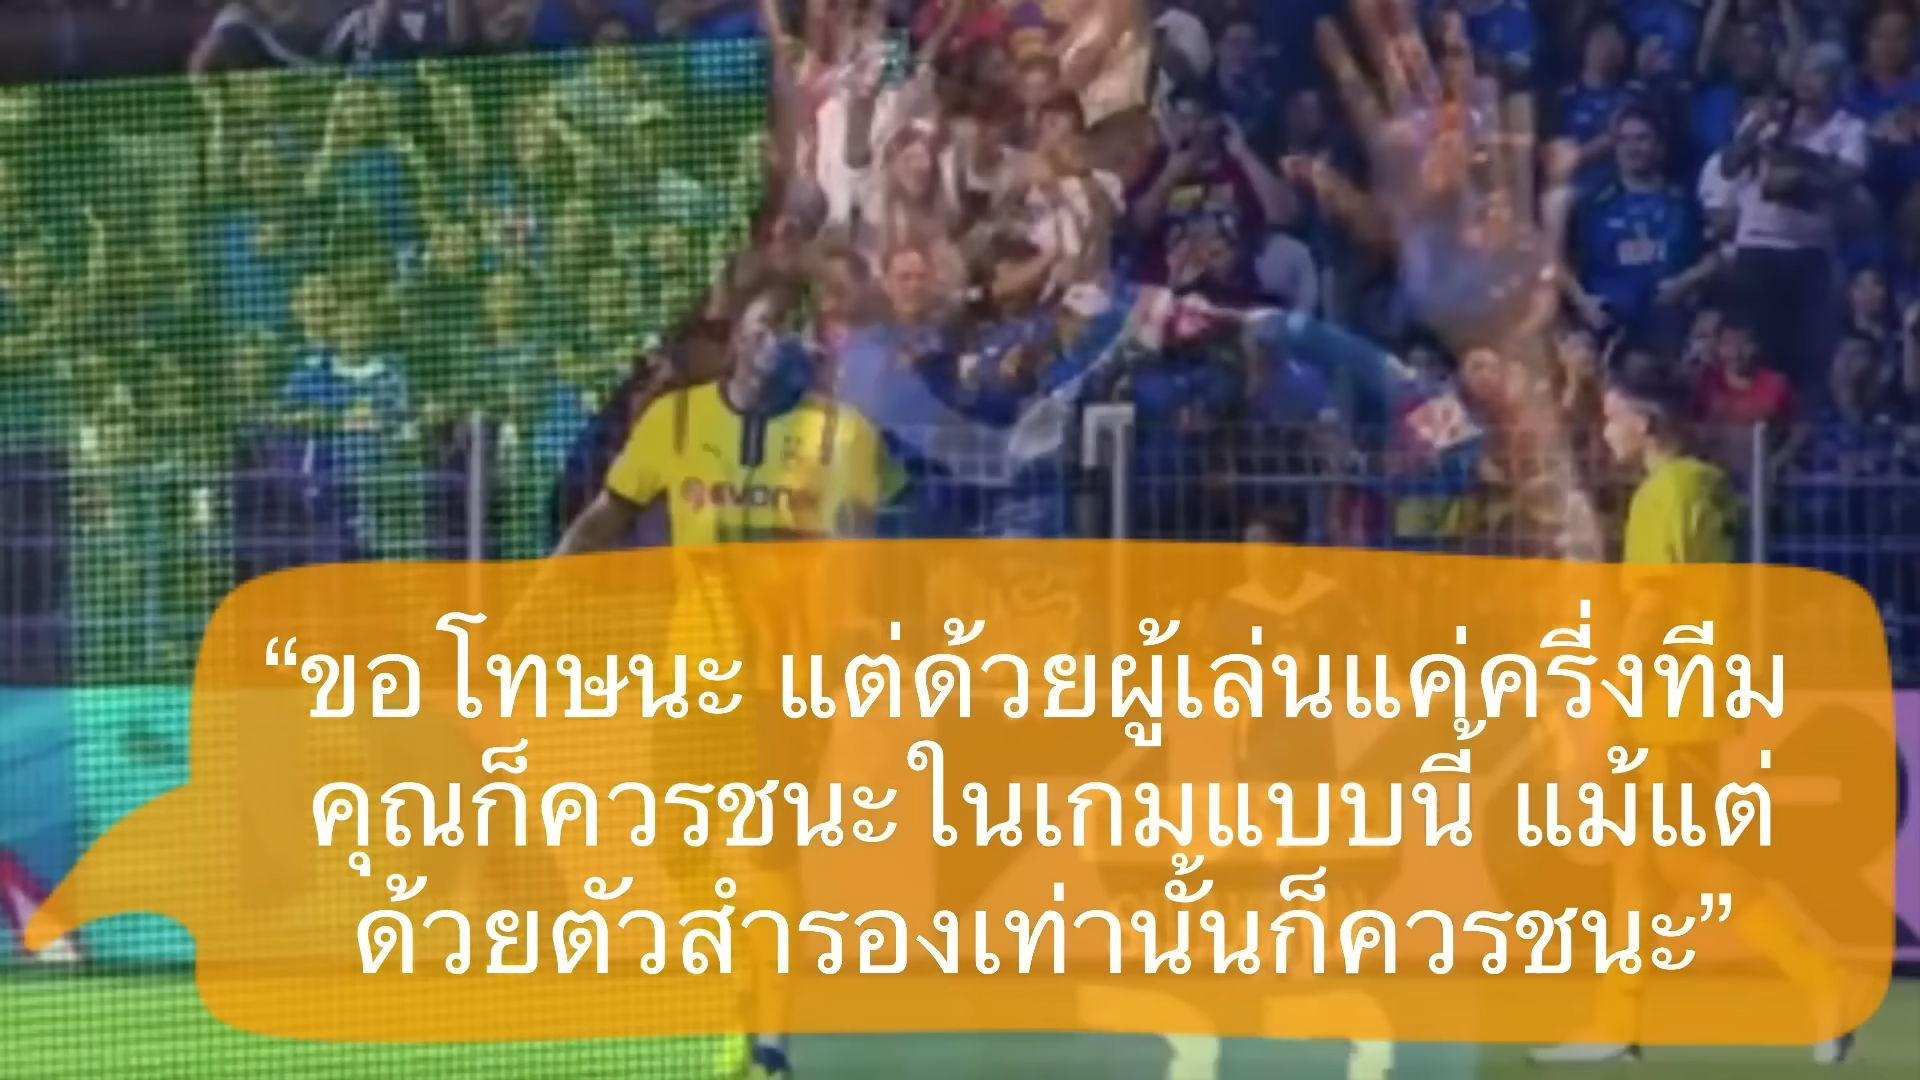 EVONIK
“ขอโทษนะ แต่ด้วยผู้เล่นแค่ครึ่งทีม
คุณก็ควรชนะในเกมแบบนี้ แม้แต่
ด้วยตัวสำรองเท่านั้นก็ควรชนะ”